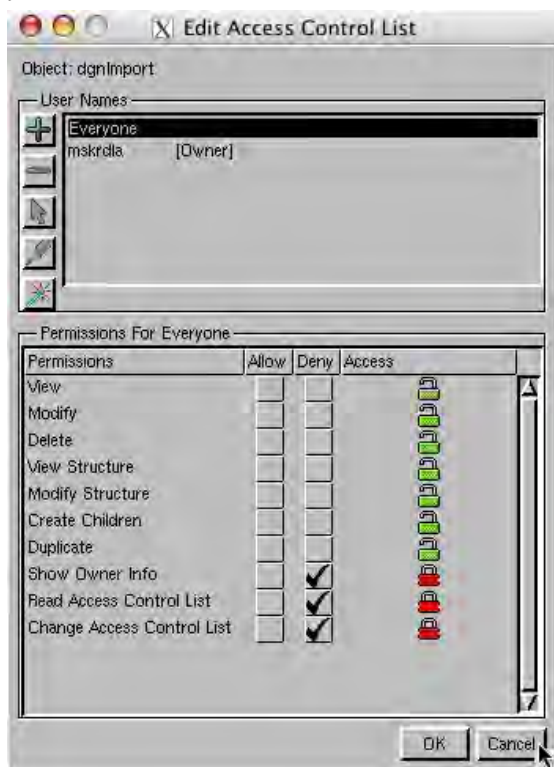 X Edit Access Control List
Object: dgnImport
User Names
Everyone
mskrdla [Owner]
Permissions For Everyone
Permissions Allow Deny Access
View
Modify
Delete
View Structure
Modify Structure
Create Children
Duplicate
Show Owner Info
Read Access Control List
Change Access Control List
OK Cancel